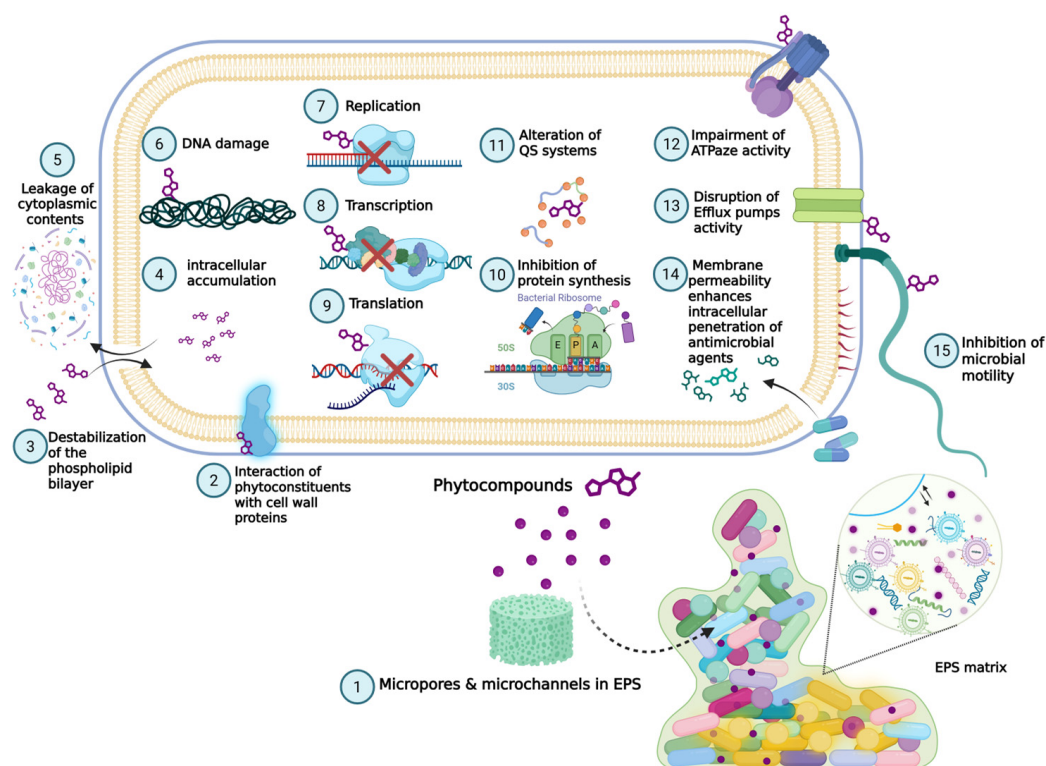 7
Replication
6
DNA damage
11
Alteration of
QS systems
12
Impairment of
ATPaze activity
5
Leakage of
cytoplasmic
contents
8
Transcription
13
Disruption of
Efflux pumps
activity
4
intracellular
accumulation
10
Inhibition of
protein synthesis
14
Membrane
permeability
enhances
intracellular
penetration of
antimicrobial
agents
9
Translation
Bacterial Ribosome
50S
E
P
A
30S
15
Inhibition of
microbial
motility
3
Destabilization
of the
phospholipid
bilayer
2
Interaction of
phytoconstituents
with cell wall
proteins
Phytocompounds
1
Micropores & microchannels in EPS
EPS matrix